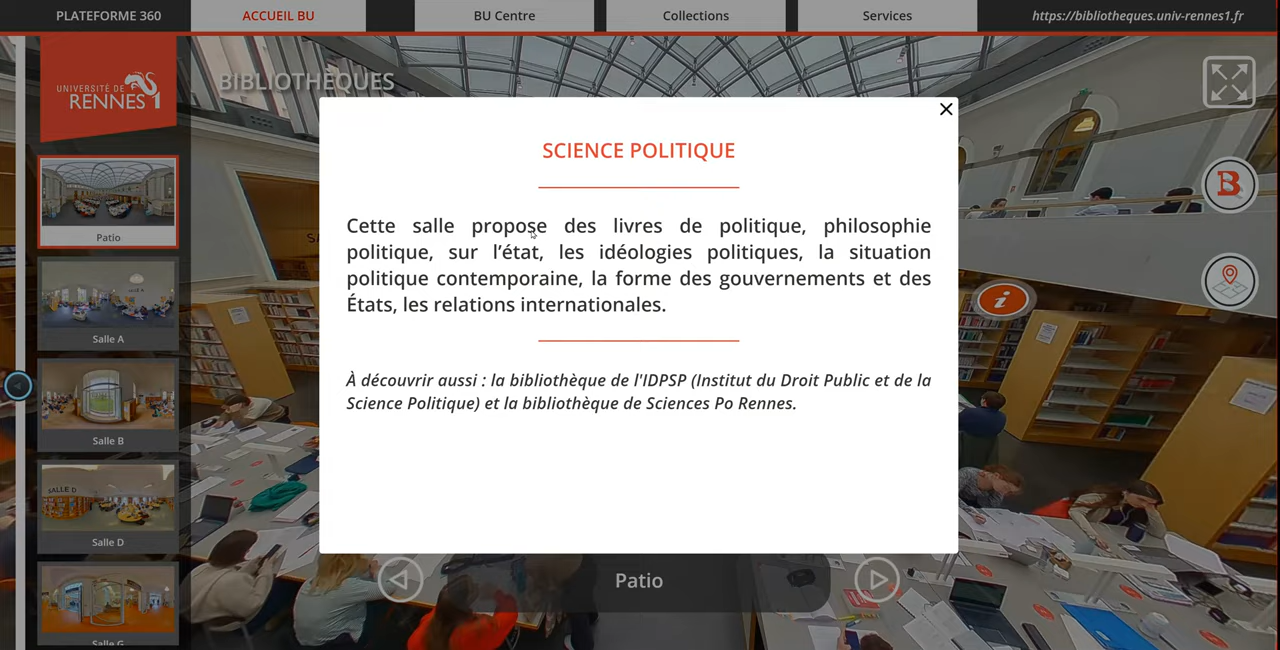 PLATEFORME 360
ACCUEIL BU
BU Centre
Collections
Services
https://bibliotheques.univ-rennes1.fr
UNIVERSITÉ DE
RENNES 1
BIBLIOTHÈQUES
SCIENCE POLITIQUE
Cette salle propose des livres de politique, philosophie
politique, sur l’état, les idéologies politiques, la situation
politique contemporaine, la forme des gouvernements et des
États, les relations internationales.
À découvrir aussi : la bibliothèque de l'IDPSP (Institut du Droit Public et de la
Science Politique) et la bibliothèque de Sciences Po Rennes.
Patio
Salle A
Salle B
SALLE D
Salle D
Salle G
B
i
Patio